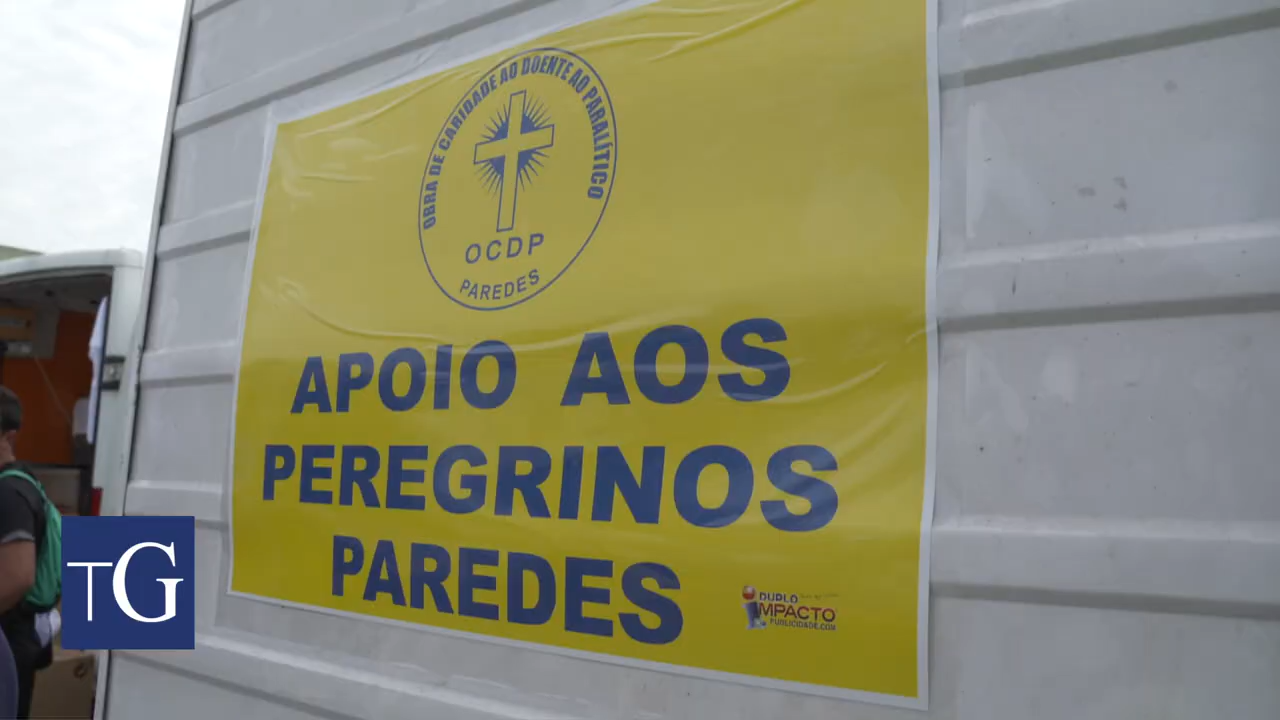 OBRA DE CARIDADE AO DOENTE AO PARALÍTICO
OCDP
PAREDES
APOIO AOS
PEREGRINOS
PAREDES
DUPLO
IMPACTO
PUBLICIDADE.COM
TG